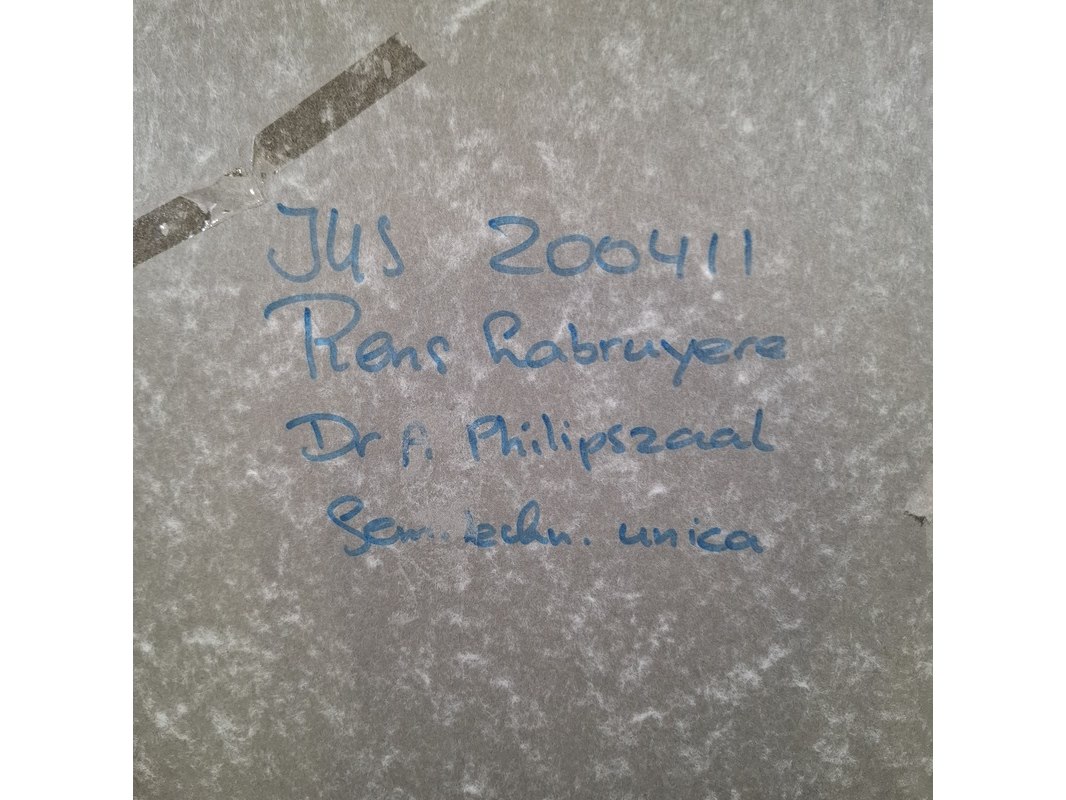 JUS 200411
Rens Labruyere
Dr A. Philipszaal
Gem. techn. unica